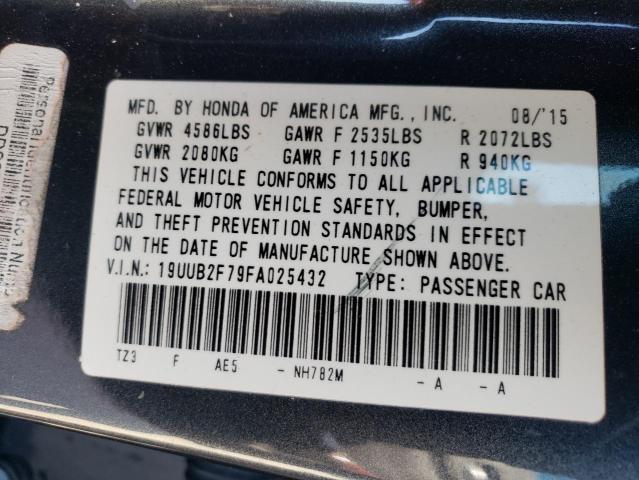 MFD. BY HONDA OF AMERICA MFG., INC. 08/'15
GVWR 4586LBS GAWR F 2535LBS R 2072LBS
GVWR 2080KG GAWR F 1150KG R 940KG
THIS VEHICLE CONFORMS TO ALL APPLICABLE
FEDERAL MOTOR VEHICLE SAFETY, BUMPER,
AND THEFT PREVENTION STANDARDS IN EFFECT
ON THE DATE OF MANUFACTURE SHOWN ABOVE.
V.I.N.: 19UUB2F79FA025432 TYPE: PASSENGER CAR
TZ3 F AE5 - NH782M - A - A